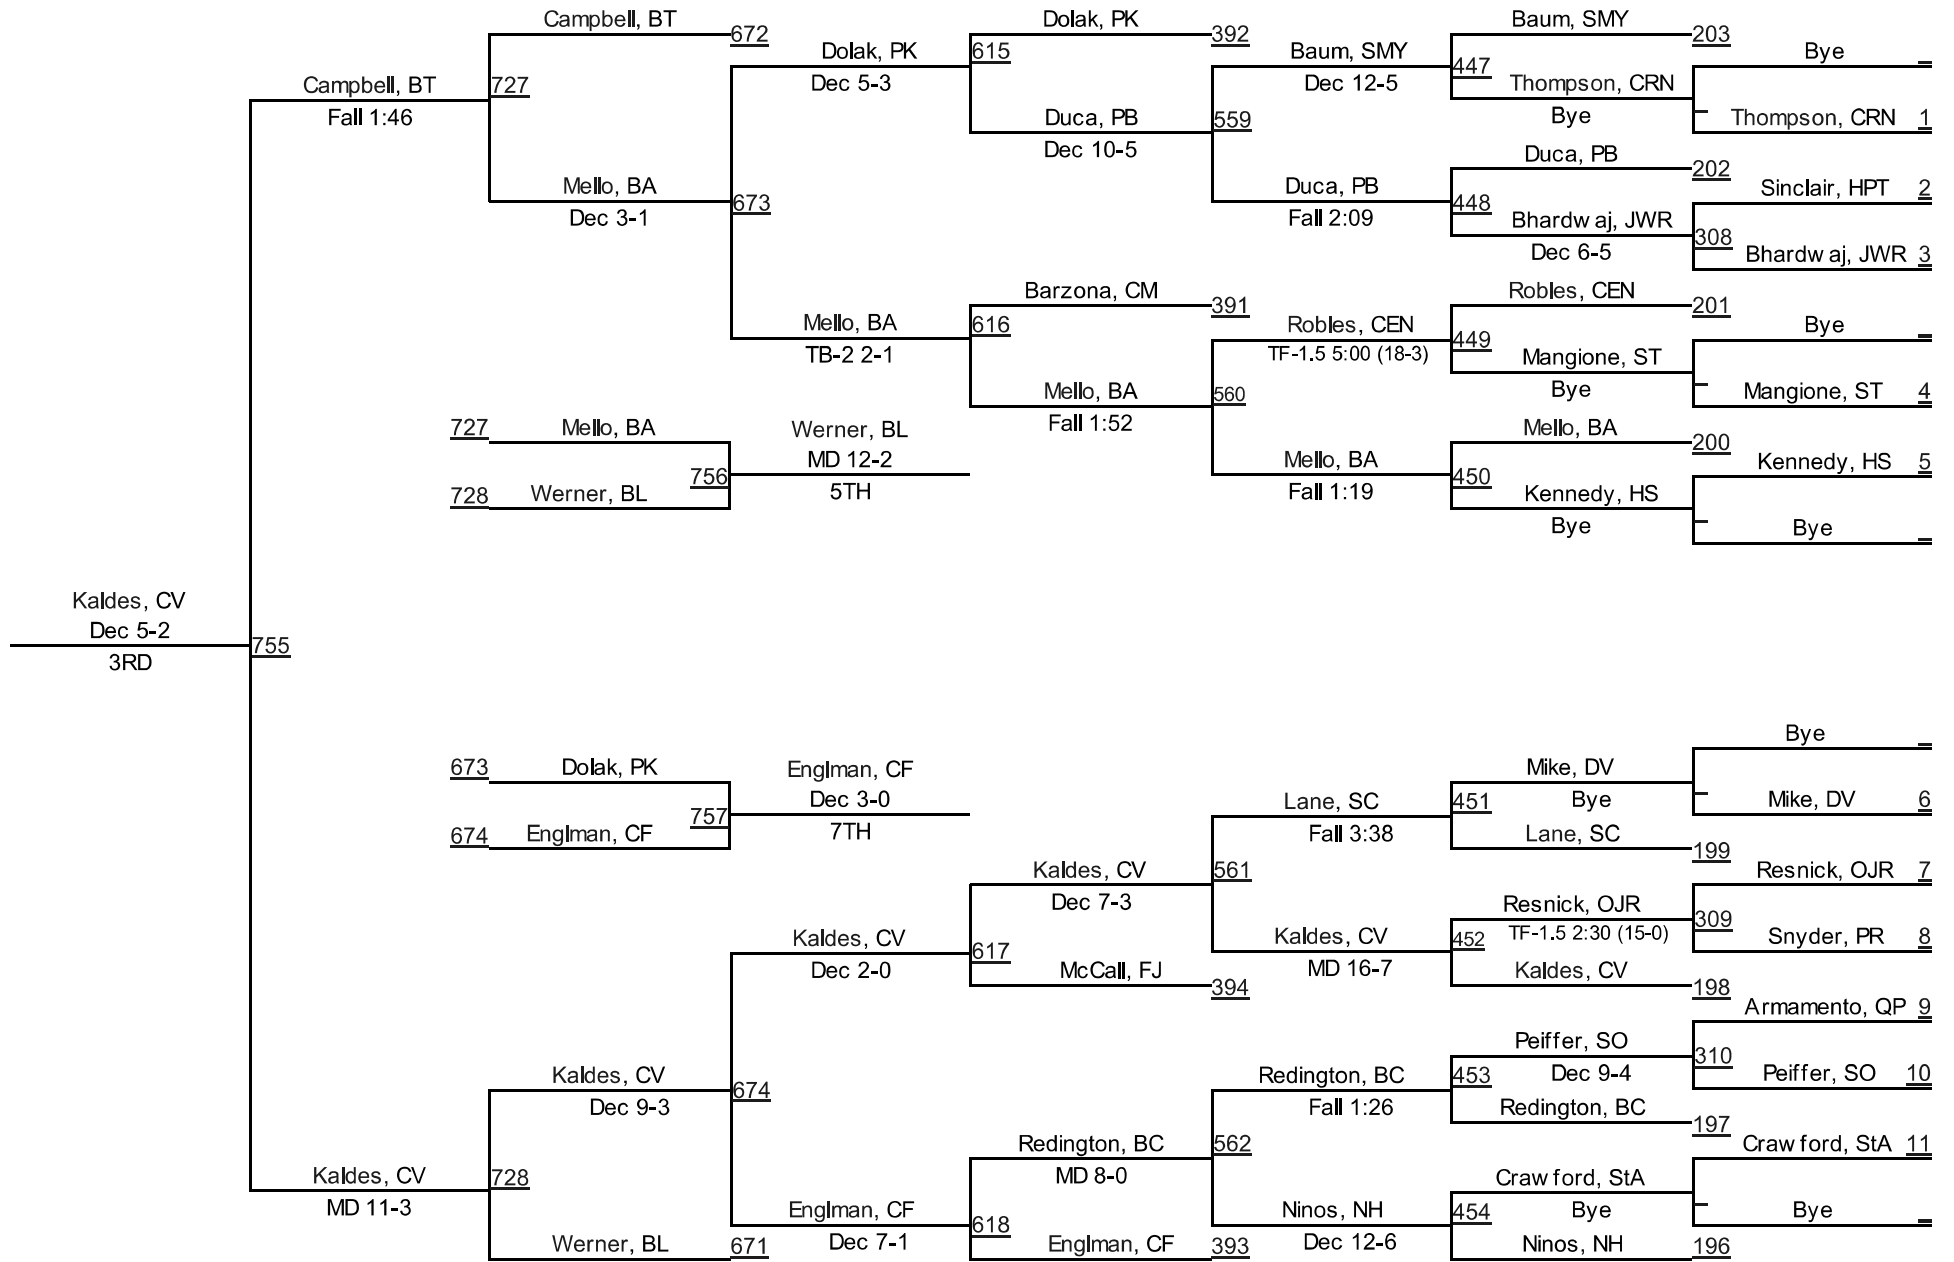 Campbell, BT
672
Dolak, PK
392
Baum, SMY
203
Bye
Dolak, PK
615
Baum, SMY
447
Campbell, BT
727
Dec 5-3
Dec 12-5
Thompson, CRN
Fall 1:46
Duca, PB
559
Bye
Thompson, CRN 1
Dec 10-5
Duca, PB
202
Mello, BA
673
Duca, PB
448
Sinclair, HPT 2
Dec 3-1
Fall 2:09
Bhardwaj, JWR
308
Dec 6-5
Bhardwaj, JWR 3
Barzona, CM
391
Robles, CEN
201
Mello, BA
616
Robles, CEN
449
Bye
TB-2 2-1
TF-1.5 5:00 (18-3)
Mangione, ST
Mello, BA
560
Bye
Mangione, ST 4
727
Mello, BA
Werner, BL
Fall 1:52
Mello, BA
200
MD 12-2
Mello, BA
450
Kennedy, HS 5
728
Werner, BL
756
5TH
Fall 1:19
Kennedy, HS
Bye
Bye
Kaldes, CV
Dec 5-2
755
3RD
Bye
673
Dolak, PK
Englman, CF
Mike, DV
Dec 3-0
Lane, SC
451
Bye
Mike, DV 6
674
Englman, CF
757
7TH
Fall 3:38
Lane, SC
199
Kaldes, CV
561
Resnick, OJR 7
Dec 7-3
Resnick, OJR
309
Kaldes, CV
617
Kaldes, CV
452
TF-1.5 2:30 (15-0)
Snyder, PR 8
Dec 2-0
McCall, FJ
394
MD 16-7
Kaldes, CV
198
Armamento, QP 9
Peiffer, SO
310
Kaldes, CV
674
Redington, BC
453
Dec 9-4
Peiffer, SO 10
Dec 9-3
Fall 1:26
Redington, BC
197
Redington, BC
562
Crawford, StA 11
Kaldes, CV
728
MD 8-0
Crawford, StA
MD 11-3
Englman, CF
618
Ninos, NH
454
Bye
Bye
Werner, BL
671
Dec 7-1
Englman, CF
393
Dec 12-6
Ninos, NH
196